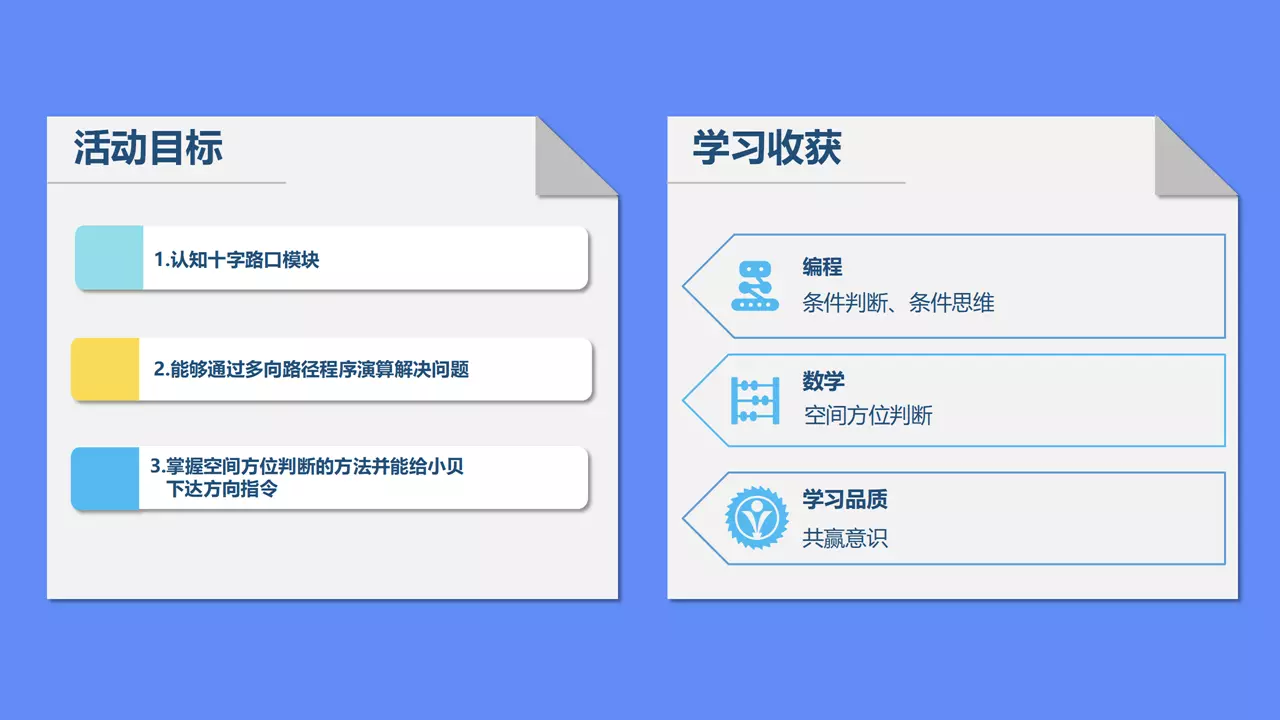 活动目标
1.认知十字路口模块
2.能够通过多向路径程序演算解决问题
3.掌握空间方位判断的方法并能给小贝
下达方向指令
学习收获
编程
条件判断、条件思维
数学
空间方位判断
学习品质
共赢意识